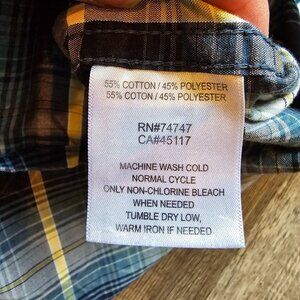 55% COTTON / 45% POLYESTER
55% COTTON / 45% POLYESTER
RN#74747
CA#45117
MACHINE WASH COLD
NORMAL CYCLE
ONLY NON-CHLORINE BLEACH
WHEN NEEDED
TUMBLE DRY LOW,
WARM IRON IF NEEDED